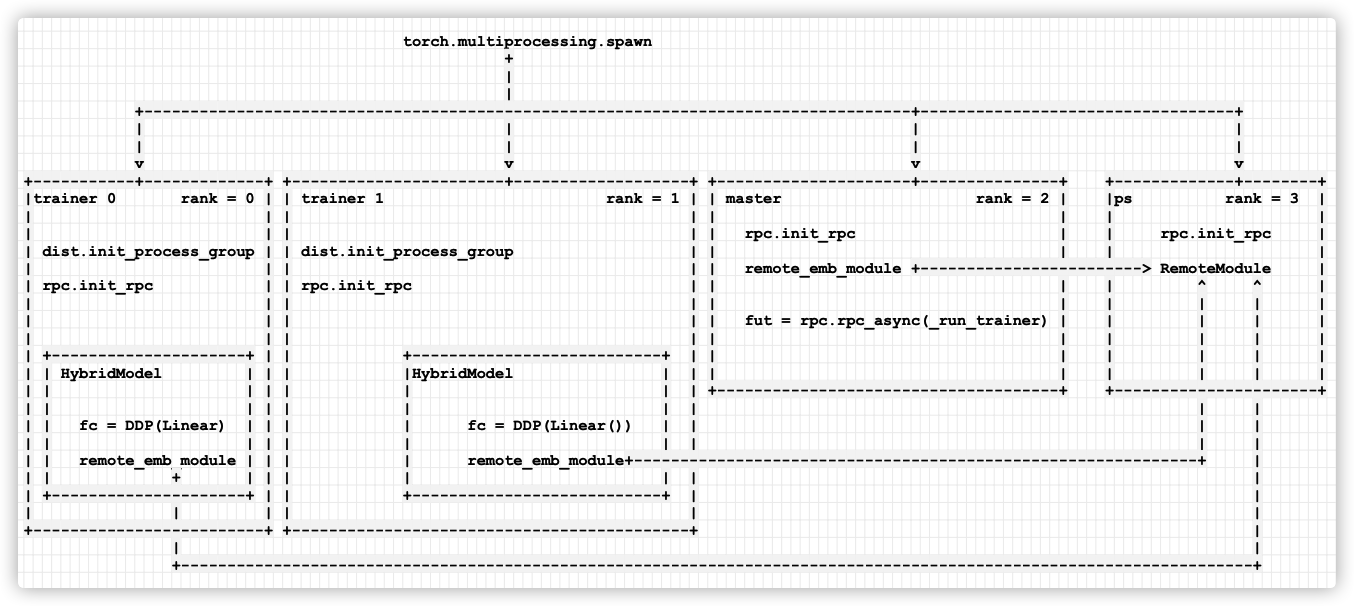 torch.multiprocessing.spawn
trainer 0 rank = 0
dist.init_process_group
rpc.init_rpc
HybridModel
fc = DDP(Linear)
remote_emb_module
trainer 1 rank = 1
dist.init_process_group
rpc.init_rpc
HybridModel
fc = DDP(Linear())
remote_emb_module
master rank = 2
rpc.init_rpc
remote_emb_module
fut = rpc.rpc_async(_run_trainer)
ps rank = 3
rpc.init_rpc
RemoteModule